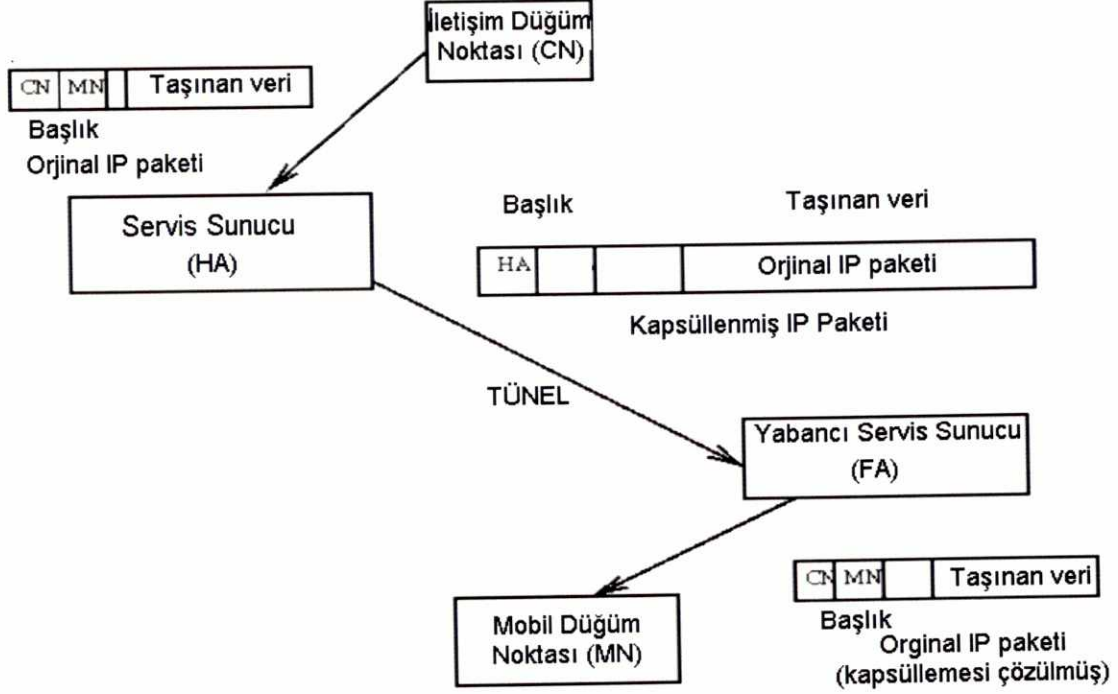 İletişim Düğüm
Noktası (CN)
CN MN Taşınan veri
Başlık
Orjinal IP paketi
Servis Sunucu
(HA)
Başlık Taşınan veri
HA Orjinal IP paketi
Kapsüllenmiş IP Paketi
TÜNEL
Yabancı Servis Sunucu
(FA)
Mobil Düğüm
Noktası (MN)
CN MN Taşınan veri
Başlık
Orginal IP paketi
(kapsüllemesi çözülmüş)